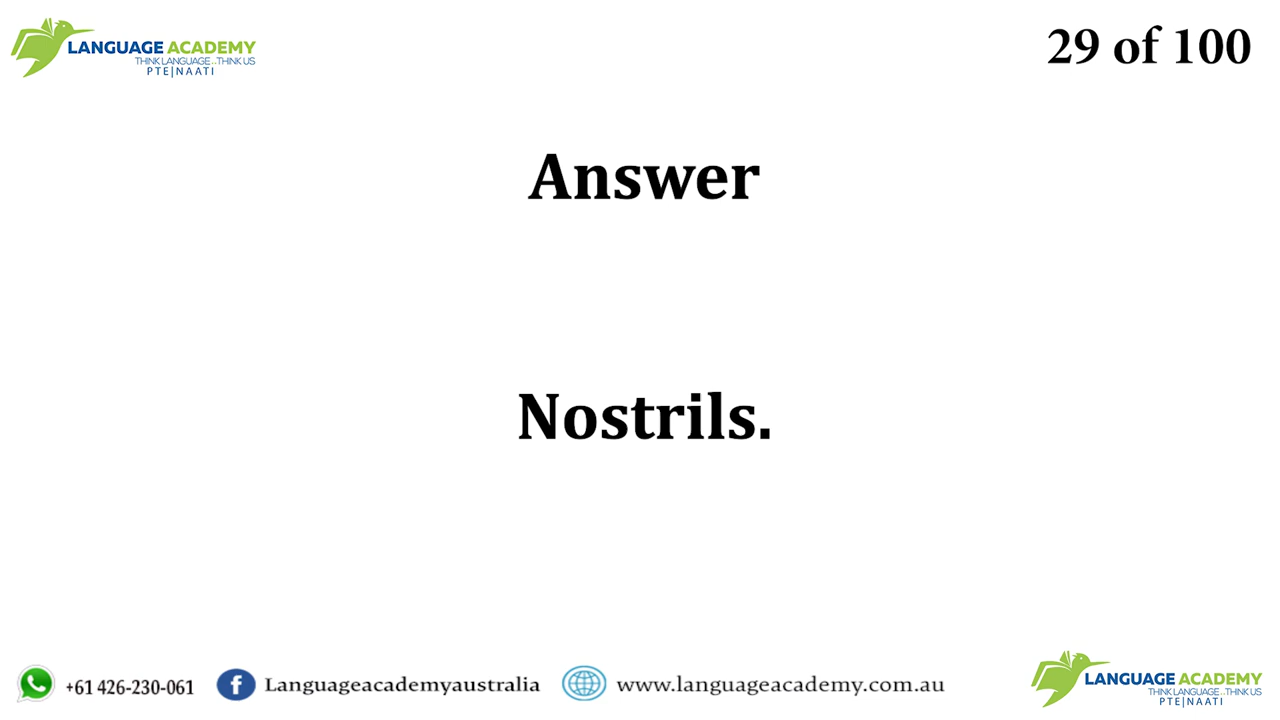 LANGUAGE ACADEMY
THINK LANGUAGE..THINK US
PTE|NAATI
29 of 100
Answer
Nostrils.
+61 426-230-061
Languageacademyaustralia
www.languageacademy.com.au
LANGUAGE ACADEMY
THINK LANGUAGE..THINK US
PTE|NAATI